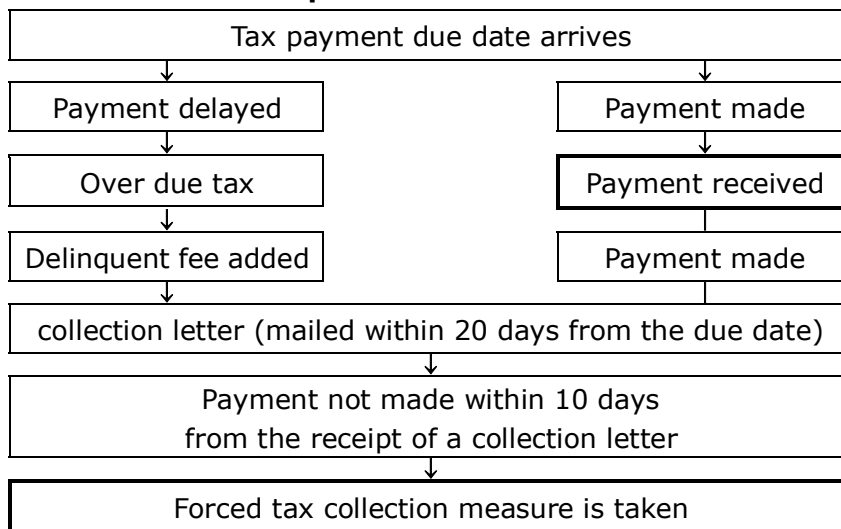 Tax payment due date arrives
Payment delayed
Payment made
Over due tax
Payment received
Delinquent fee added
Payment made
collection letter (mailed within 20 days from the due date)
Payment not made within 10 days
from the receipt of a collection letter
Forced tax collection measure is taken